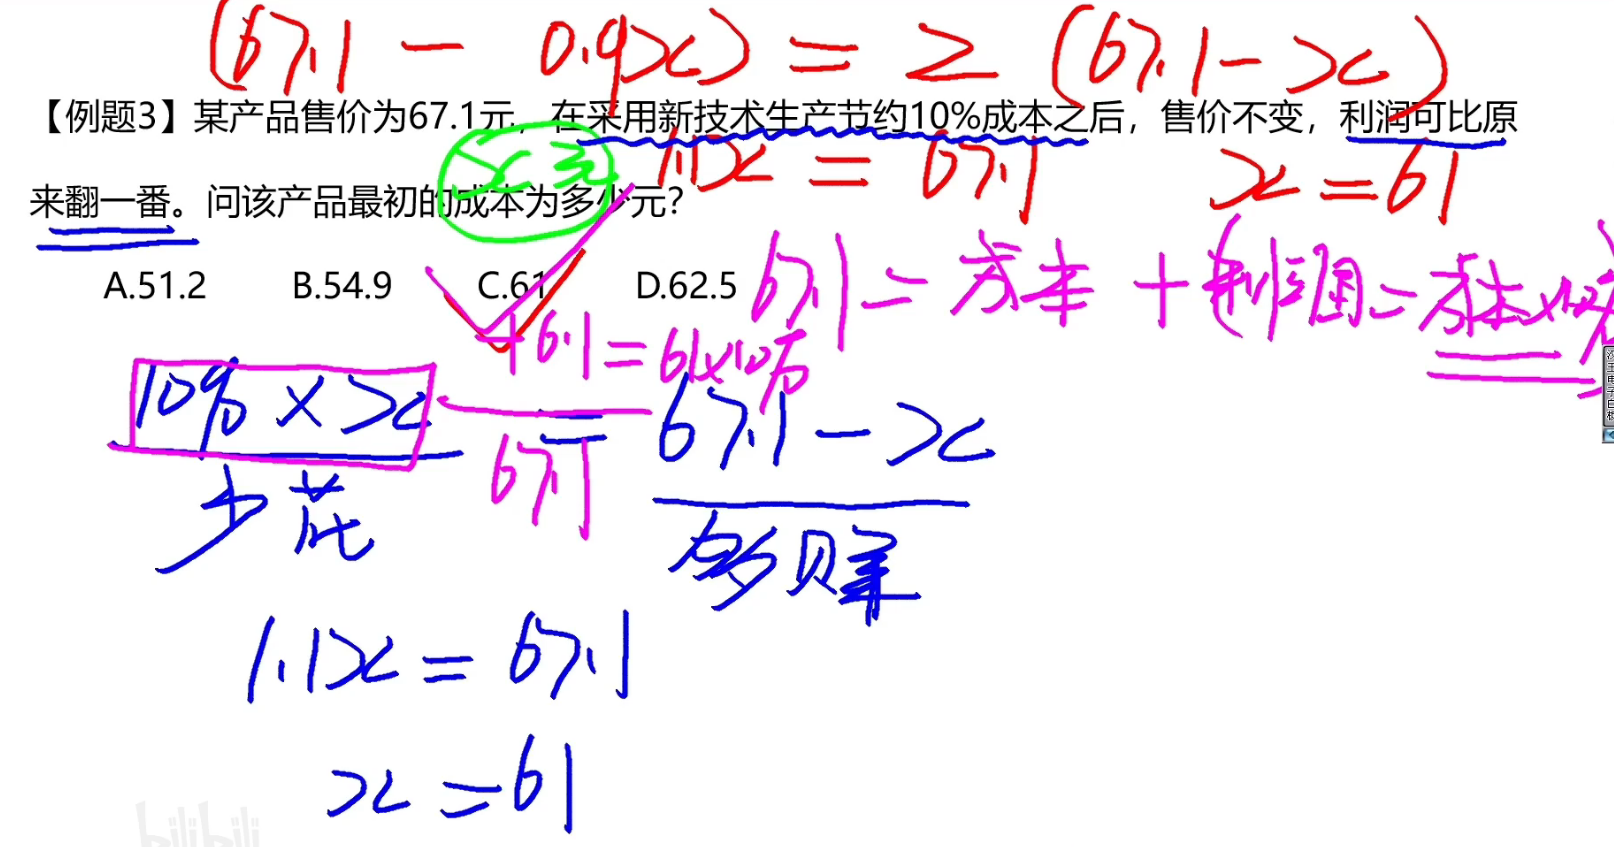 (67.1 - 0.9x) = 2 (67.1 - x)
【例题3】某产品售价为67.1元，在采用新技术生产节约10%成本之后，售价不变，利润可比原
x元 1.1x = 67.1 x = 61
来翻一番。问该产品最初的成本为多少元？
A.51.2 B.54.9 C.61 D.62.5
67.1 = 成本 + 利润 = 成本×10%
+6.1 = 61×10%
10% × x = 67.1 - x
67.1
少花 多赚
1.1x = 67.1
x = 61
bilibili